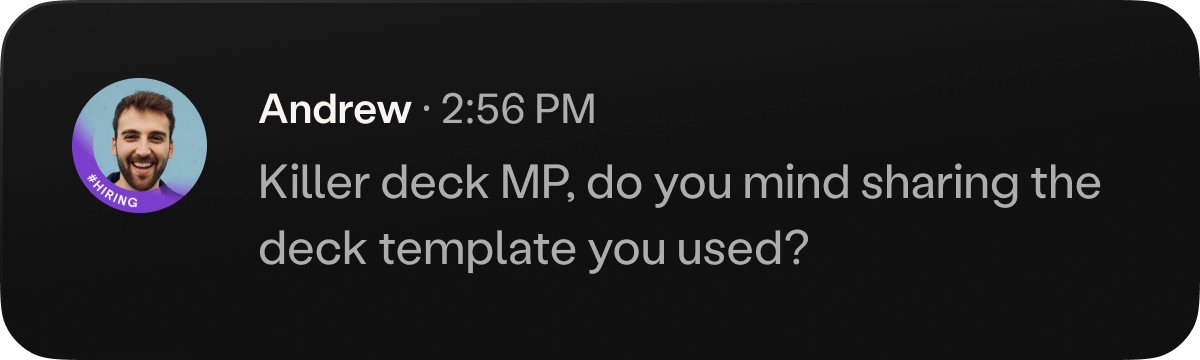 Andrew · 2:56 PM
Killer deck MP, do you mind sharing the
deck template you used?
#HIRING